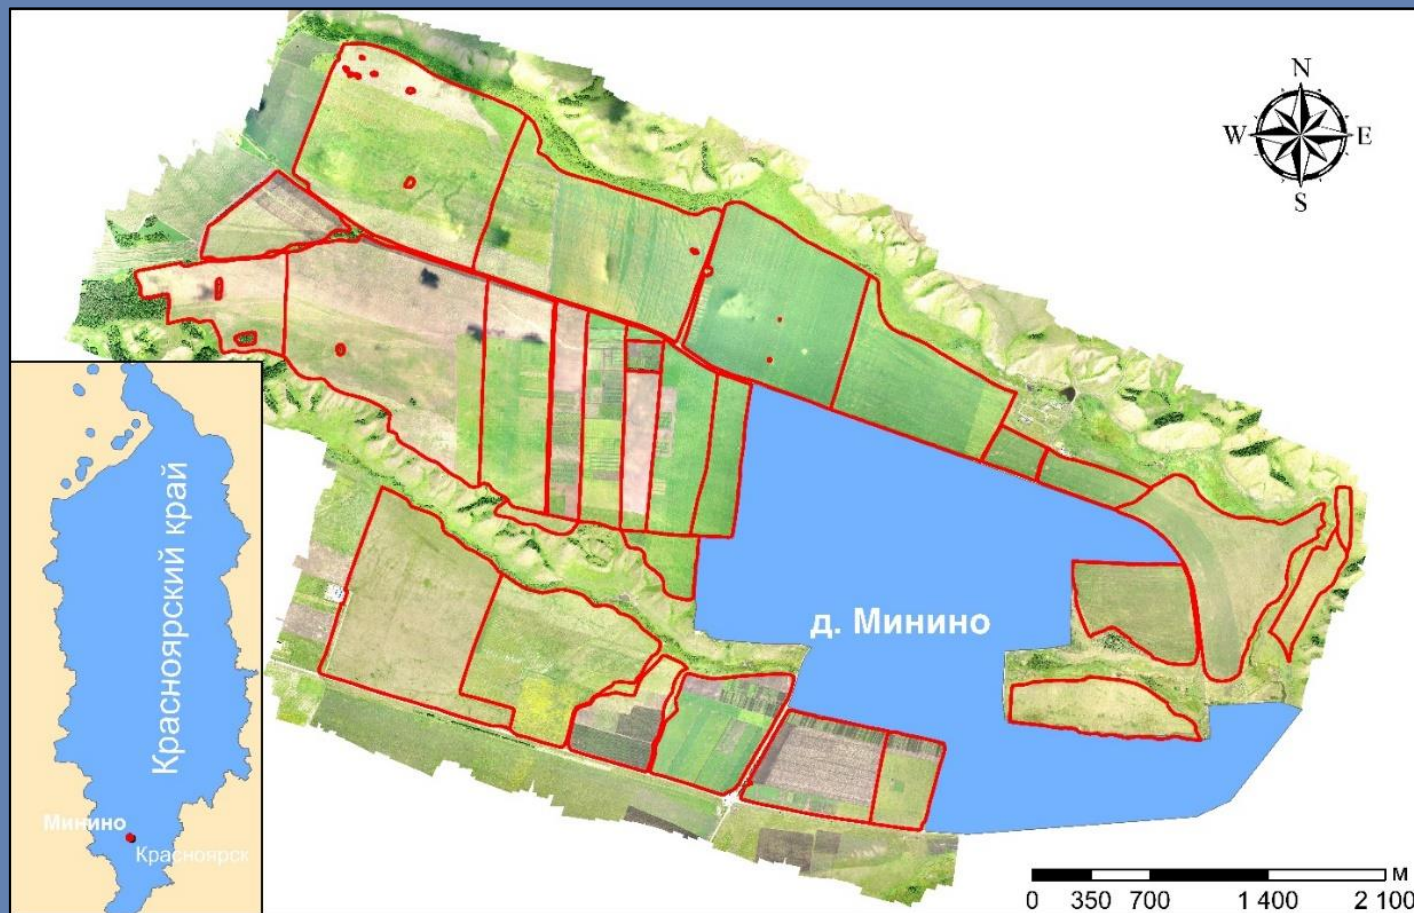 N
W E
S
д. Минино
Красноярский край
Минино
Красноярск
М
0 350 700 1 400 2 100